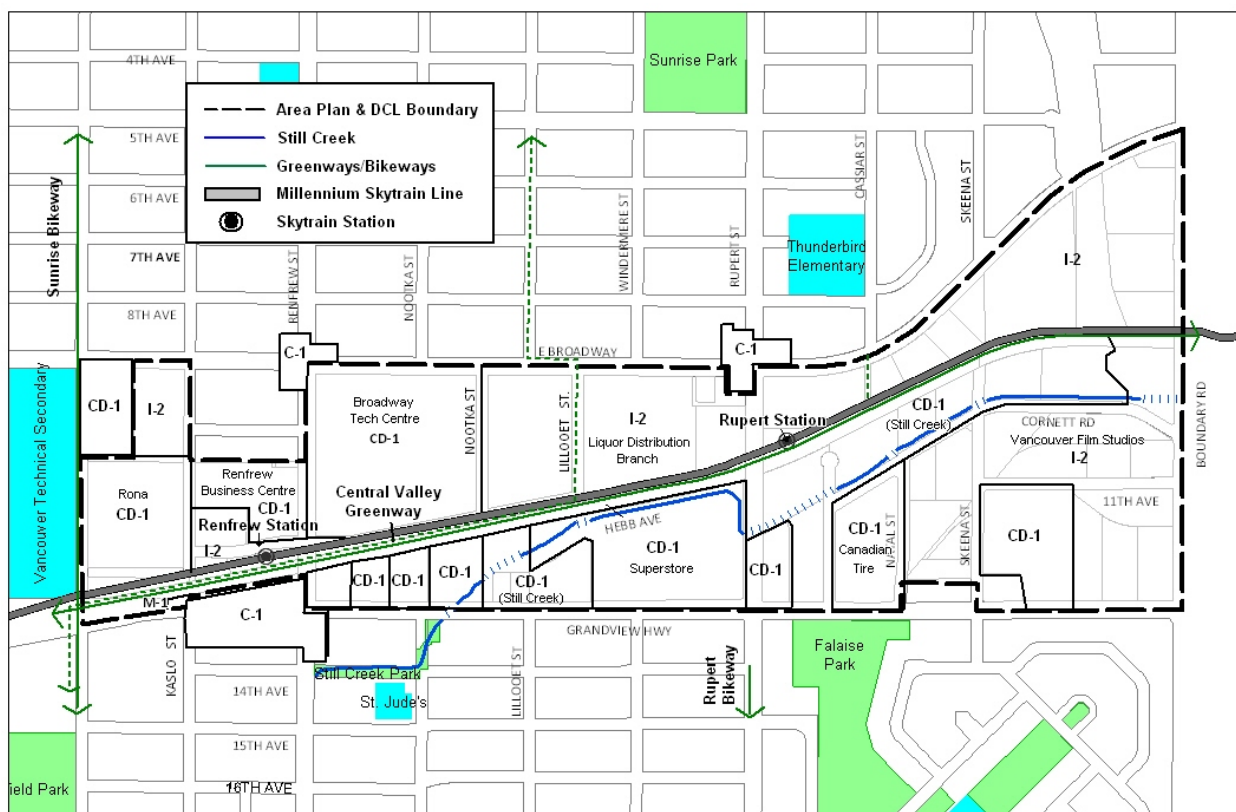 4TH AVE
Sunrise Park
Area Plan & DCL Boundary
Still Creek
Greenways/Bikeways
Millennium Skytrain Line
Skytrain Station
5TH AVE
6TH AVE
7TH AVE
8TH AVE
Sunrise Bikeway
RENFREW ST
NOOTKA ST
WINDERMERE ST
RUPERT ST
CASSIAR ST
SKEENA ST
Thunderbird
Elementary
I-2
C-1
E BROADWAY
C-1
Vancouver Technical Secondary
CD-1
I-2
Broadway
Tech Centre
CD-1
NOOTKA ST
LILLOOET ST.
I-2
Liquor Distribution
Branch
Rupert Station
CD-1
(Still Creek)
CORNETT RD
Vancouver Film Studios
I-2
BOUNDARY RD
Rona
CD-1
Renfrew
Business Centre
CD-1
Renfrew Station
I-2
Central Valley
Greenway
HEBB AVE
11TH AVE
CD-1
Superstore
CD-1
CD-1
CD-1
CD-1
CD-1
(Still Creek)
CD-1
Canadian
Tire
NATAL ST
SKEENA ST
CD-1
M-1
C-1
GRANDVIEW HWY
KASLO ST
Still Creek Park
St. Jude's
LILLOOET ST
Rupert
Bikeway
Falaise
Park
14TH AVE
15TH AVE
16TH AVE
ield Park